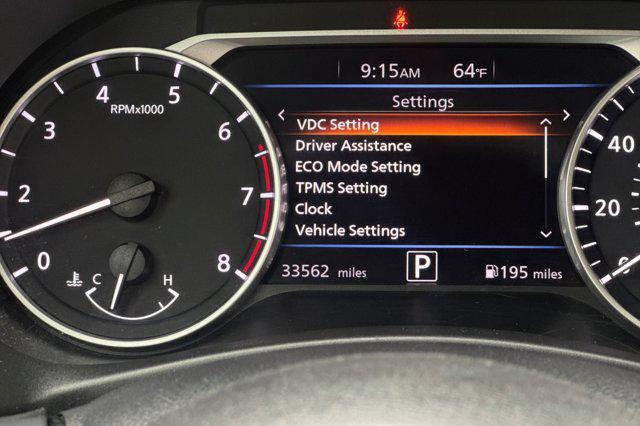 9:15AM 64°F
Settings
VDC Setting
Driver Assistance
ECO Mode Setting
TPMS Setting
Clock
Vehicle Settings
33562 miles P 195 miles
RPMx1000
0
2
3
4
5
6
7
8
C H
40
20
0